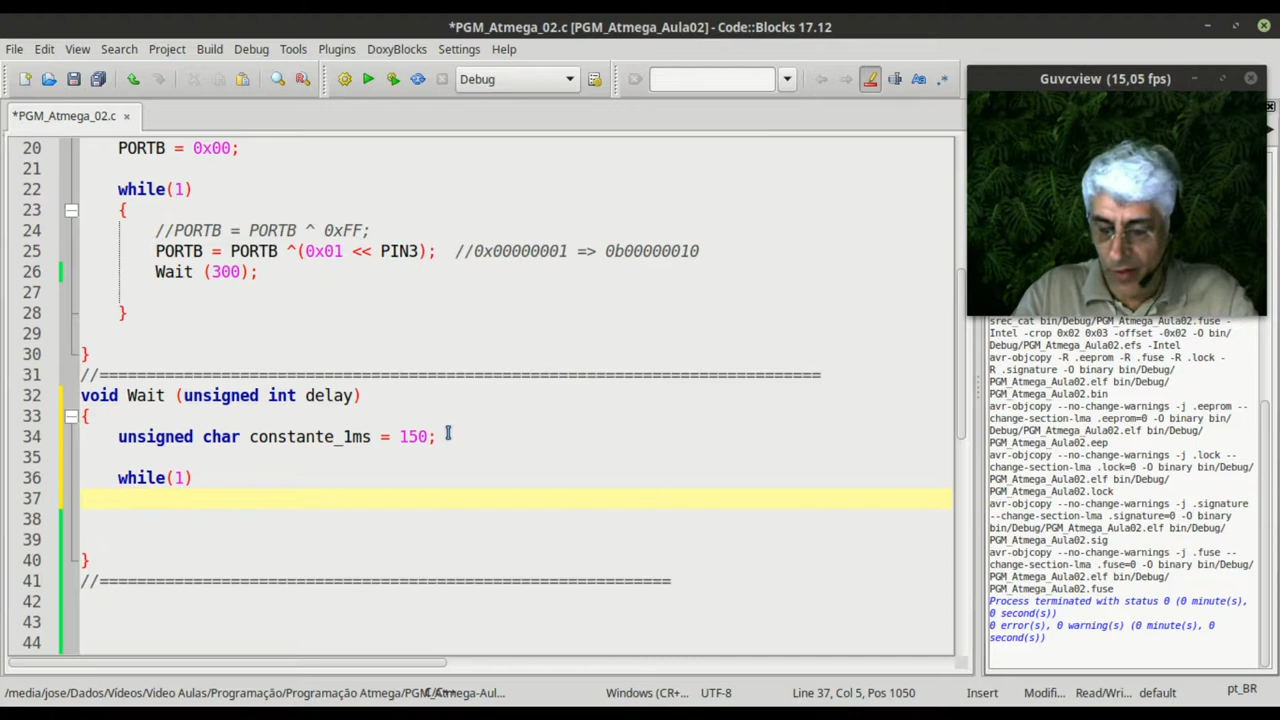 *PGM_Atmega_02.c [PGM_Atmega_Aula02] - Code::Blocks 17.12
File Edit View Search Project Build Debug Tools Plugins DoxyBlocks Settings Help
Debug
Guvcview (15,05 fps)
*PGM_Atmega_02.c
20 PORTB = 0x00;
21
22 while(1)
23 {
24 //PORTB = PORTB ^ 0xFF;
25 PORTB = PORTB ^(0x01 << PIN3); //0x00000001 => 0b00000010
26 Wait (300);
27
28 }
29
30 }
31 //=============================================================================
32 void Wait (unsigned int delay)
33 {
34 unsigned char constante_1ms = 150;
35
36 while(1)
37
38
39
40 }
41 //=============================================================
42
43
44
srec_cat bin/Debug/PGM_Atmega_Aula02.fuse -
Intel -crop 0x02 0x03 -offset -0x02 -O bin/
Debug/PGM_Atmega_Aula02.efs -Intel
avr-objcopy -R .eeprom -R .fuse -R .lock -
R .signature -O binary bin/Debug/
PGM_Atmega_Aula02.elf bin/Debug/
PGM_Atmega_Aula02.bin
avr-objcopy --no-change-warnings -j .eeprom --
change-section-lma .eeprom=0 -O binary bin/
Debug/PGM_Atmega_Aula02.elf bin/Debug/
PGM_Atmega_Aula02.eep
avr-objcopy --no-change-warnings -j .lock --
change-section-lma .lock=0 -O binary bin/Debug/
PGM_Atmega_Aula02.elf bin/Debug/
PGM_Atmega_Aula02.lock
avr-objcopy --no-change-warnings -j .signature
--change-section-lma .signature=0 -O binary
bin/Debug/PGM_Atmega_Aula02.elf bin/Debug/
PGM_Atmega_Aula02.sig
avr-objcopy --no-change-warnings -j .fuse --
change-section-lma .fuse=0 -O binary bin/Debug/
PGM_Atmega_Aula02.elf bin/Debug/
PGM_Atmega_Aula02.fuse
Process terminated with status 0 (0 minute(s),
0 second(s))
0 error(s), 0 warning(s) (0 minute(s), 0
second(s))
/media/jose/Dados/Vídeos/Video Aulas/Programação/Programação Atmega/PGM_Atmega-Aul... Windows (CR+... UTF-8 Line 37, Col 5, Pos 1050 Insert Modifi... Read/Wri... default pt_BR